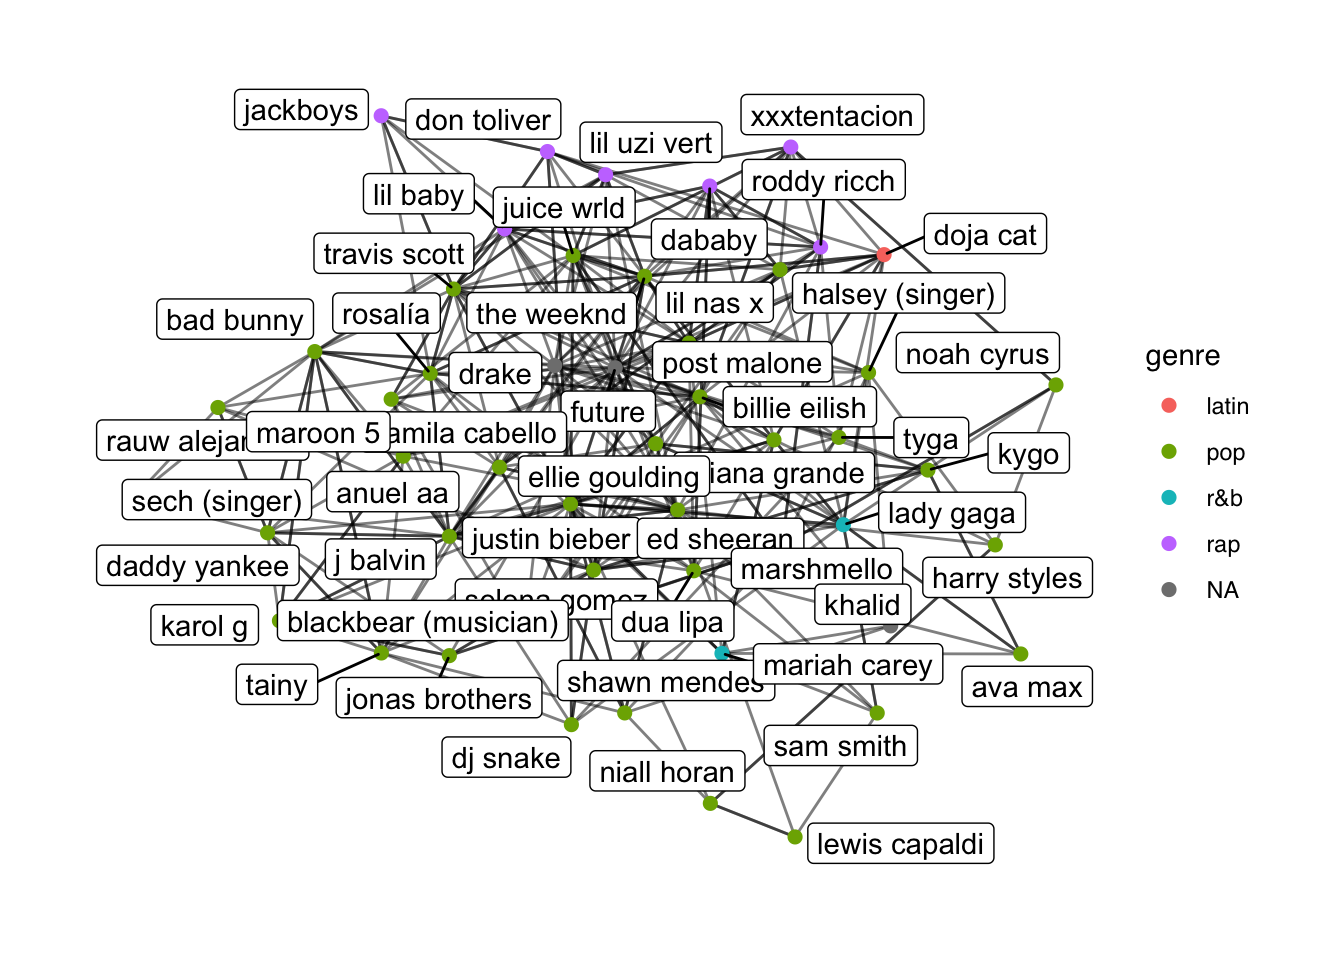 jackboys
don toliver
xxxtentacion
lil uzi vert
roddy ricch
lil baby
juice wrld
dababy
doja cat
travis scott
halsey (singer)
lil nas x
the weeknd
rosalía
bad bunny
noah cyrus
genre
post malone
drake
latin
billie eilish
future
maroon 5
amila cabello
rauw alejar
tyga
pop
kygo
iana grande
ellie goulding
anuel aa
sech (singer)
r&b
lady gaga
justin bieber
ed sheeran
rap
j balvin
daddy yankee
marshmello
harry styles
NA
selena gomez
khalid
blackbear (musician)
dua lipa
karol g
mariah carey
shawn mendes
tainy
ava max
jonas brothers
sam smith
dj snake
niall horan
lewis capaldi